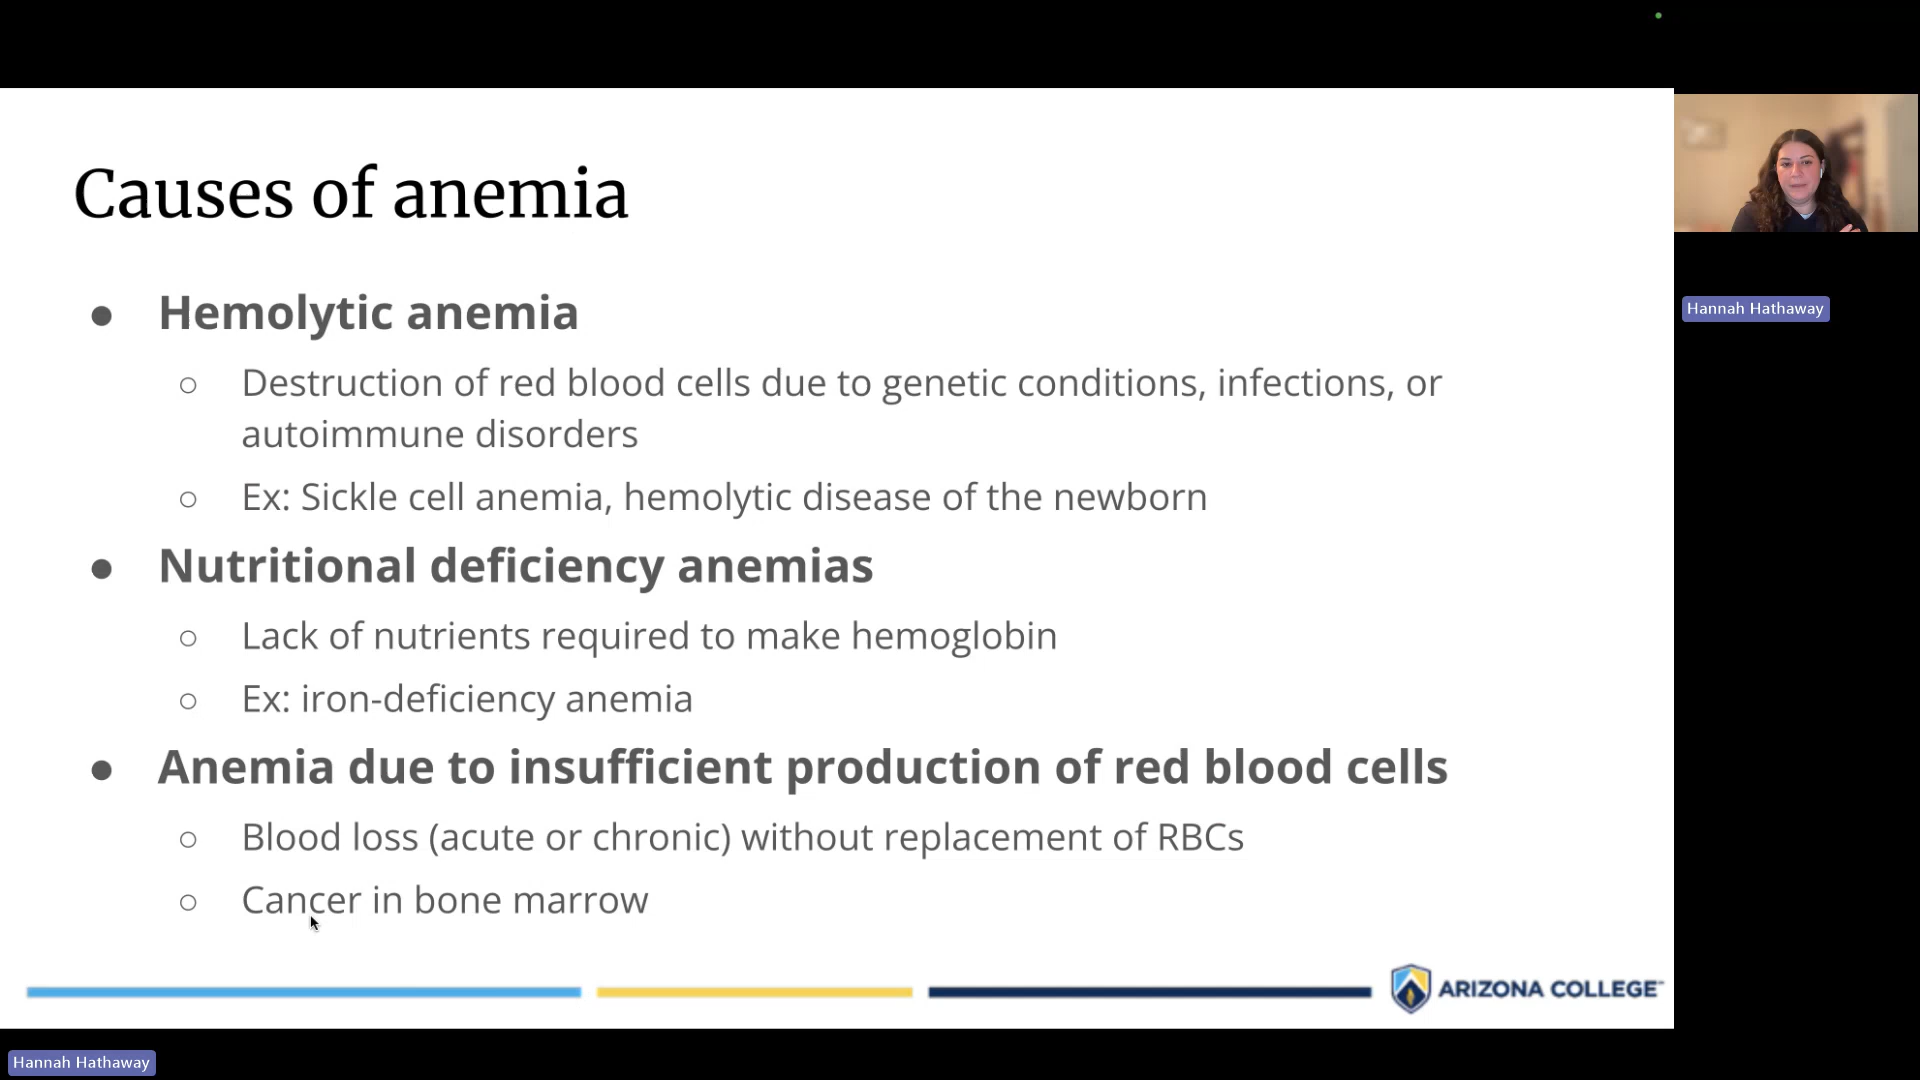 Causes of anemia
● Hemolytic anemia
○ Destruction of red blood cells due to genetic conditions, infections, or
autoimmune disorders
○ Ex: Sickle cell anemia, hemolytic disease of the newborn
● Nutritional deficiency anemias
○ Lack of nutrients required to make hemoglobin
○ Ex: iron-deficiency anemia
● Anemia due to insufficient production of red blood cells
○ Blood loss (acute or chronic) without replacement of RBCs
○ Cancer in bone marrow
ARIZONA COLLEGE
Hannah Hathaway
Hannah Hathaway